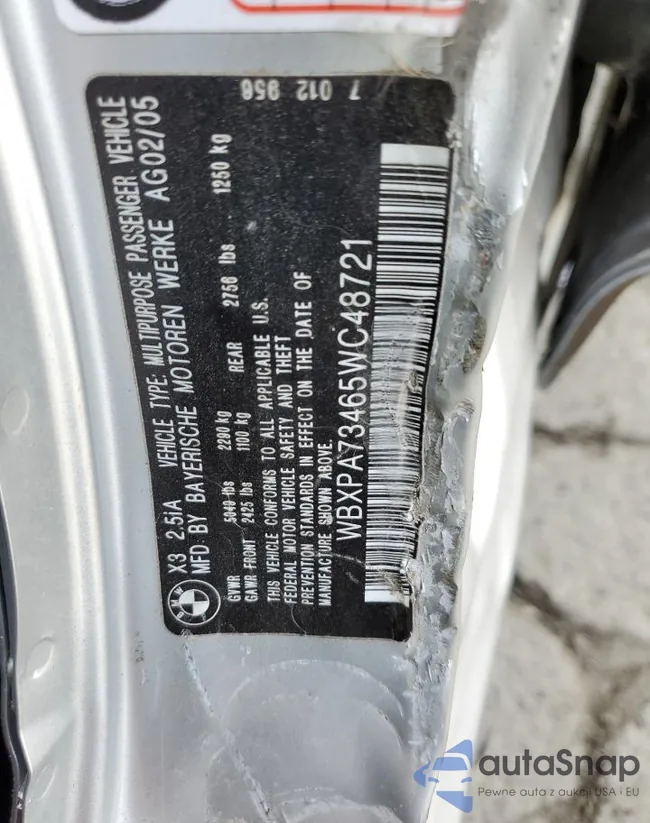 X3 2.5iA VEHICLE TYPE: MULTIPURPOSE PASSENGER VEHICLE
MFD BY BAYERISCHE MOTOREN WERKE AG02/05
GVWR 5040 lbs 2290 kg
GAWR FRONT 2425 lbs 1100 kg REAR 2756 lbs 1250 kg
THIS VEHICLE CONFORMS TO ALL APPLICABLE U.S.
FEDERAL MOTOR VEHICLE SAFETY AND THEFT
PREVENTION STANDARDS IN EFFECT ON THE DATE OF
MANUFACTURE SHOWN ABOVE.
WBXPA73465WC48721
7 012 956
autoSnap
Pewne auta z aukcji USA i EU